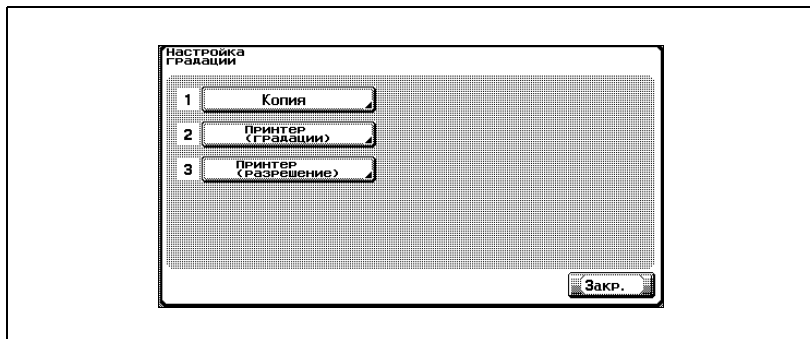 Настройка
градации
1 Копия
2 Принтер
(градации)
3 Принтер
(разрешение)
Закр.